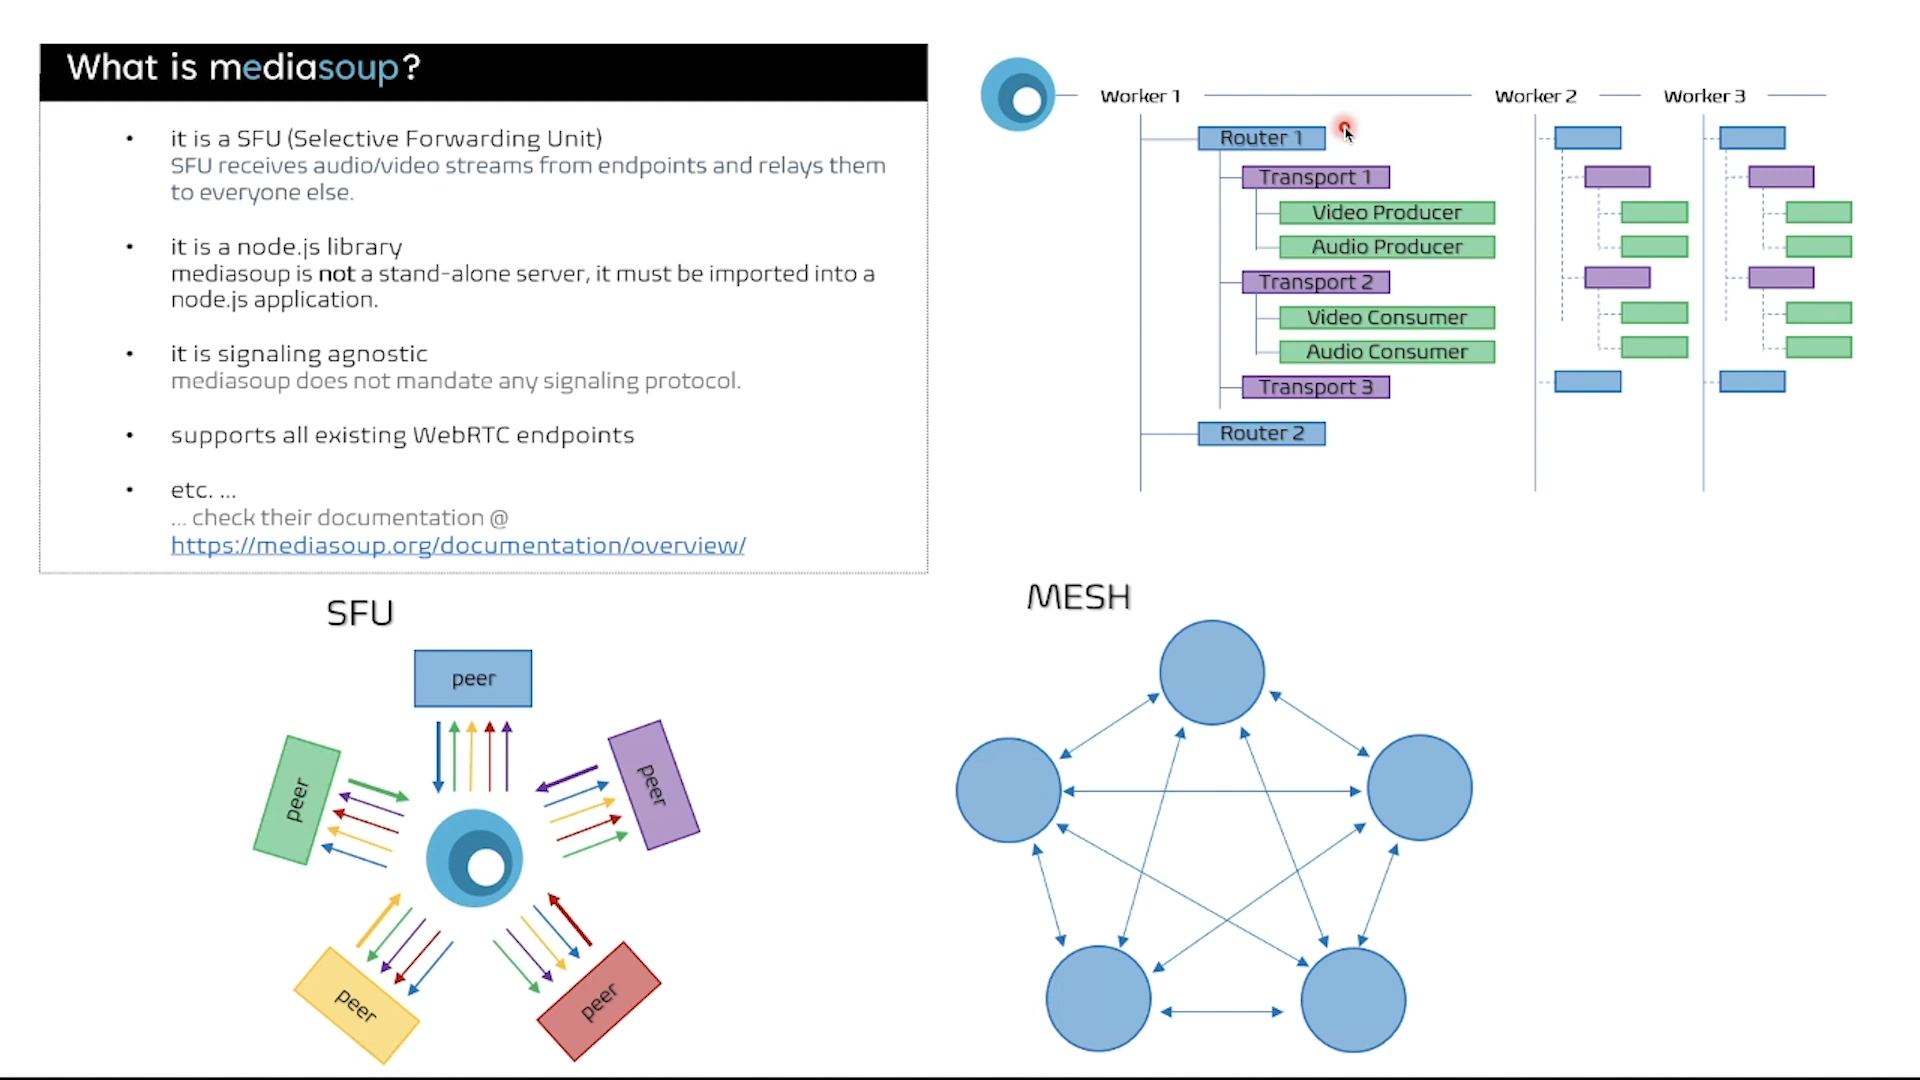 What is mediasoup?
• it is a SFU (Selective Forwarding Unit)
SFU receives audio/video streams from endpoints and relays them
to everyone else.
• it is a node.js library
mediasoup is not a stand-alone server, it must be imported into a
node.js application.
• it is signaling agnostic
mediasoup does not mandate any signaling protocol.
• supports all existing WebRTC endpoints
• etc. ...
... check their documentation @
https://mediasoup.org/documentation/overview/
Worker 1
Worker 2
Worker 3
Router 1
Transport 1
Video Producer
Audio Producer
Transport 2
Video Consumer
Audio Consumer
Transport 3
Router 2
SFU
peer
peer
peer
peer
peer
MESH